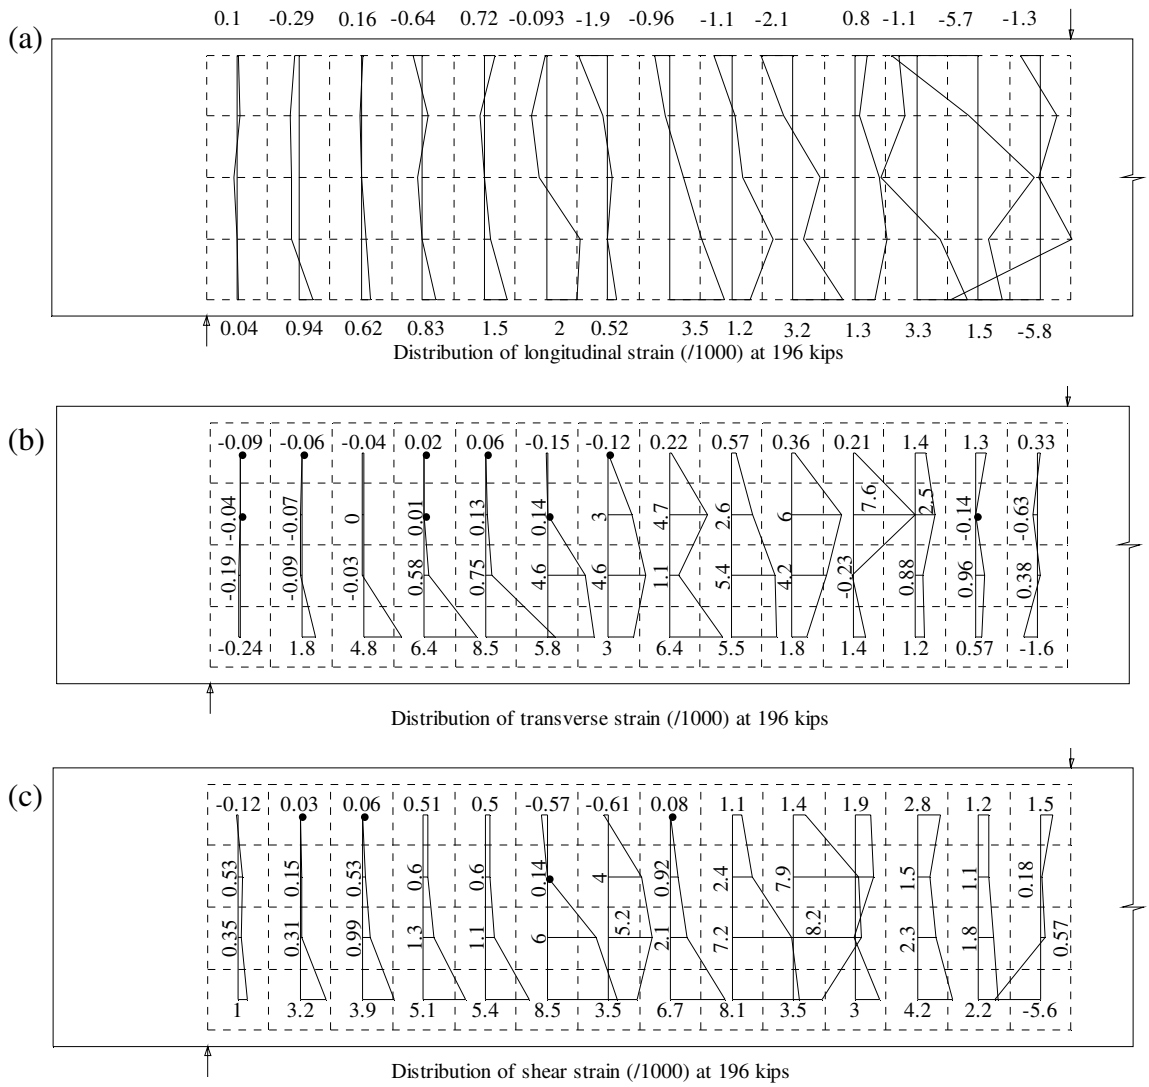 0.1 -0.29 0.16 -0.64 0.72 -0.093 -1.9 -0.96 -1.1 -2.1 0.8 -1.1 -5.7 -1.3
(a)
0.04 0.94 0.62 0.83 1.5 2 0.52 3.5 1.2 3.2 1.3 3.3 1.5 -5.8
Distribution of longitudinal strain (/1000) at 196 kips
(b)
-0.09 -0.06 -0.04 0.02 0.06 -0.15 -0.12 0.22 0.57 0.36 0.21 1.4 1.3 0.33
-0.04 -0.07 0 0.01 0.13 0.14 3 4.7 2.6 6 7.6 2.5 -0.14 -0.63
-0.19 -0.09 -0.03 0.58 0.75 4.6 4.6 1.1 5.4 4.2 -0.23 0.88 0.96 0.38
-0.24 1.8 4.8 6.4 8.5 5.8 3 6.4 5.5 1.8 1.4 1.2 0.57 -1.6
Distribution of transverse strain (/1000) at 196 kips
(c)
-0.12 0.03 0.06 0.51 0.5 -0.57 -0.61 0.08 1.1 1.4 1.9 2.8 1.2 1.5
0.53 0.15 0.53 0.6 0.6 0.14 4 0.92 2.4 7.9 1.5 1.1 0.18
0.35 0.31 0.99 1.3 1.1 6 5.2 2.1 7.2 8.2 2.3 1.8 0.57
1 3.2 3.9 5.1 5.4 8.5 3.5 6.7 8.1 3.5 3 4.2 2.2 -5.6
Distribution of shear strain (/1000) at 196 kips